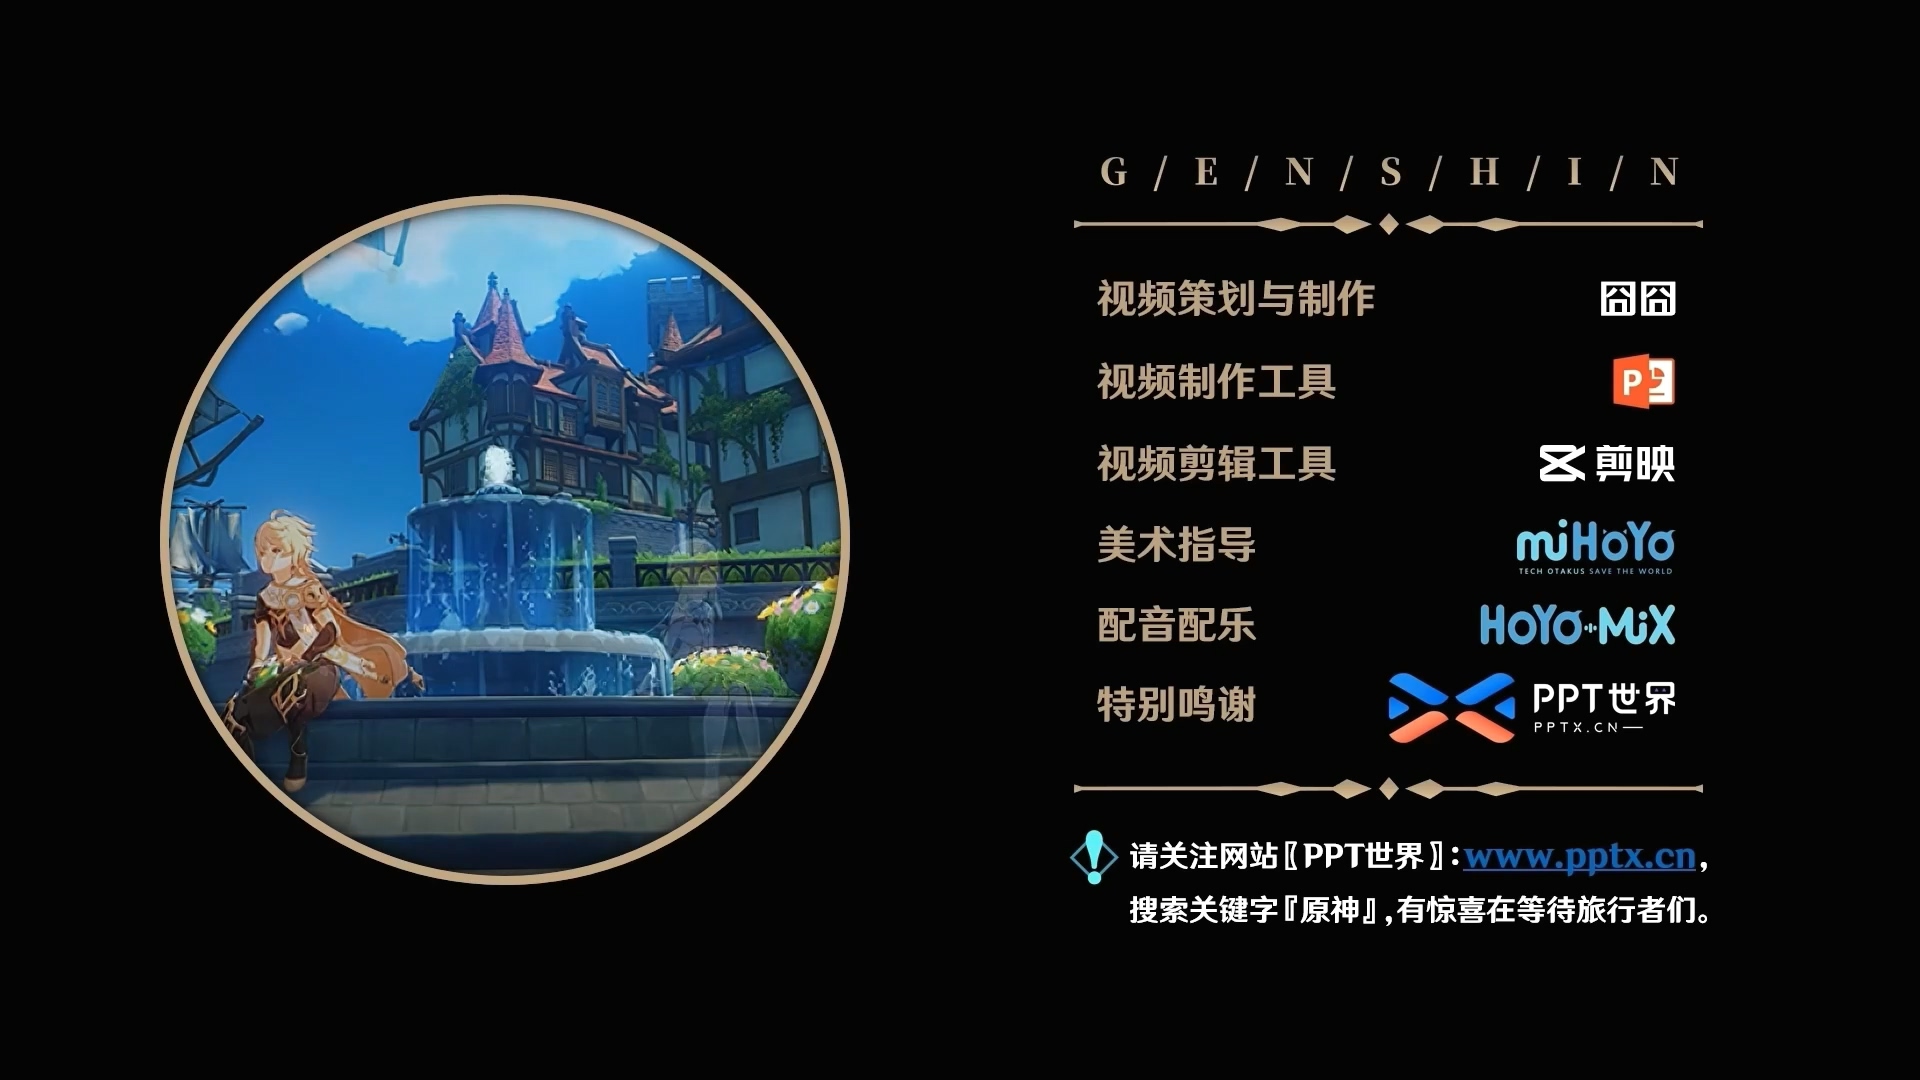 G / E / N / S / H / I / N
视频策划与制作 囧囧
视频制作工具 P
视频剪辑工具 剪映
美术指导 miHoYo
TECH OTAKUS SAVE THE WORLD
配音配乐 HOYO-MiX
特别鸣谢 PPT世界
PPTX.CN
请关注网站〖PPT世界〗:www.pptx.cn,
搜索关键字『原神』,有惊喜在等待旅行者们。